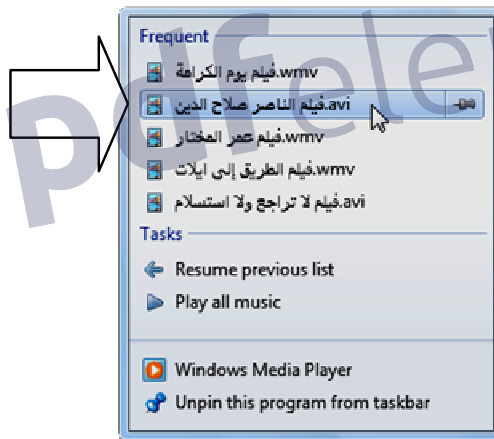 Frequent
فيلم يوم الكرامة.wmv
فيلم الناصر صلاح الدين.avi
فيلم عمر المختار.wmv
فيلم الطريق إلى ايلات.wmv
فيلم لا تراجع ولا استسلام.avi
Tasks
Resume previous list
Play all music
Windows Media Player
Unpin this program from taskbar
pdfele